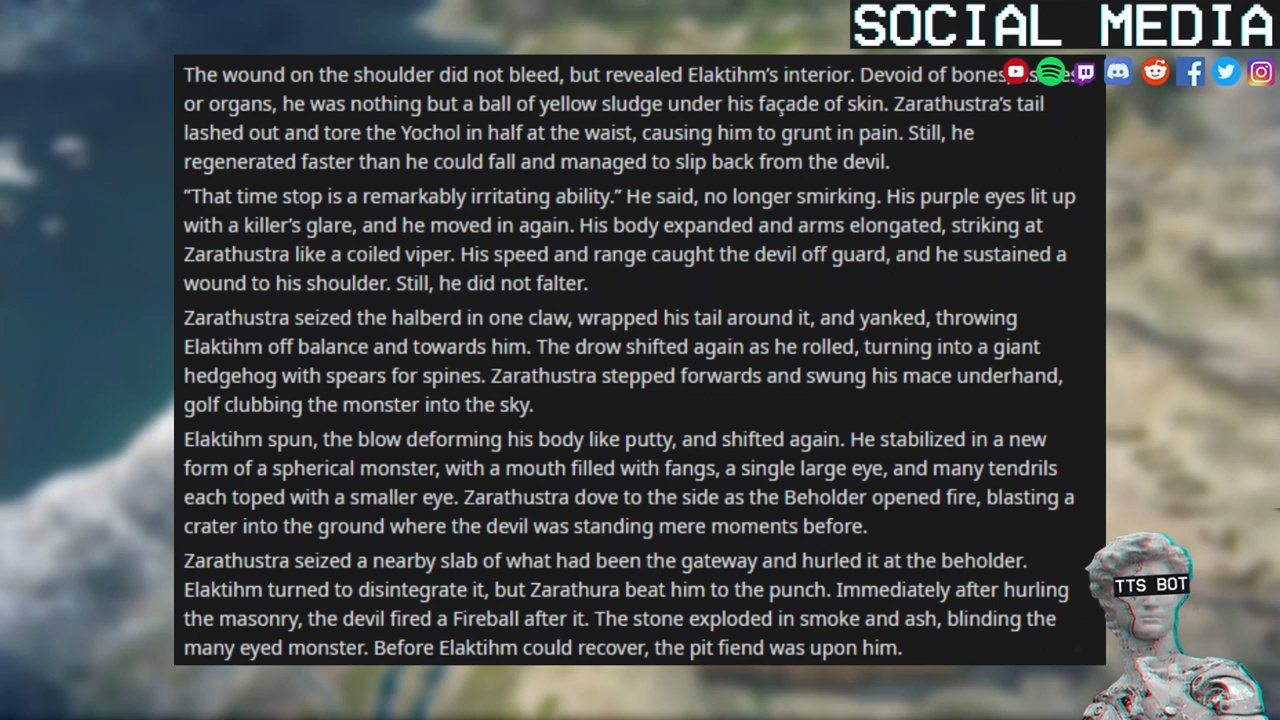 SOCIAL MEDIA
The wound on the shoulder did not bleed, but revealed Elaktihm’s interior. Devoid of bones
or organs, he was nothing but a ball of yellow sludge under his façade of skin. Zarathustra’s tail
lashed out and tore the Yochol in half at the waist, causing him to grunt in pain. Still, he
regenerated faster than he could fall and managed to slip back from the devil.
”That time stop is a remarkably irritating ability.” He said, no longer smirking. His purple eyes lit up
with a killer’s glare, and he moved in again. His body expanded and arms elongated, striking at
Zarathustra like a coiled viper. His speed and range caught the devil off guard, and he sustained a
wound to his shoulder. Still, he did not falter.
Zarathustra seized the halberd in one claw, wrapped his tail around it, and yanked, throwing
Elaktihm off balance and towards him. The drow shifted again as he rolled, turning into a giant
hedgehog with spears for spines. Zarathustra stepped forwards and swung his mace underhand,
golf clubbing the monster into the sky.
Elaktihm spun, the blow deforming his body like putty, and shifted again. He stabilized in a new
form of a spherical monster, with a mouth filled with fangs, a single large eye, and many tendrils
each toped with a smaller eye. Zarathustra dove to the side as the Beholder opened fire, blasting a
crater into the ground where the devil was standing mere moments before.
Zarathustra seized a nearby slab of what had been the gateway and hurled it at the beholder.
Elaktihm turned to disintegrate it, but Zarathura beat him to the punch. Immediately after hurling
the masonry, the devil fired a Fireball after it. The stone exploded in smoke and ash, blinding the
many eyed monster. Before Elaktihm could recover, the pit fiend was upon him.
TTS BOT